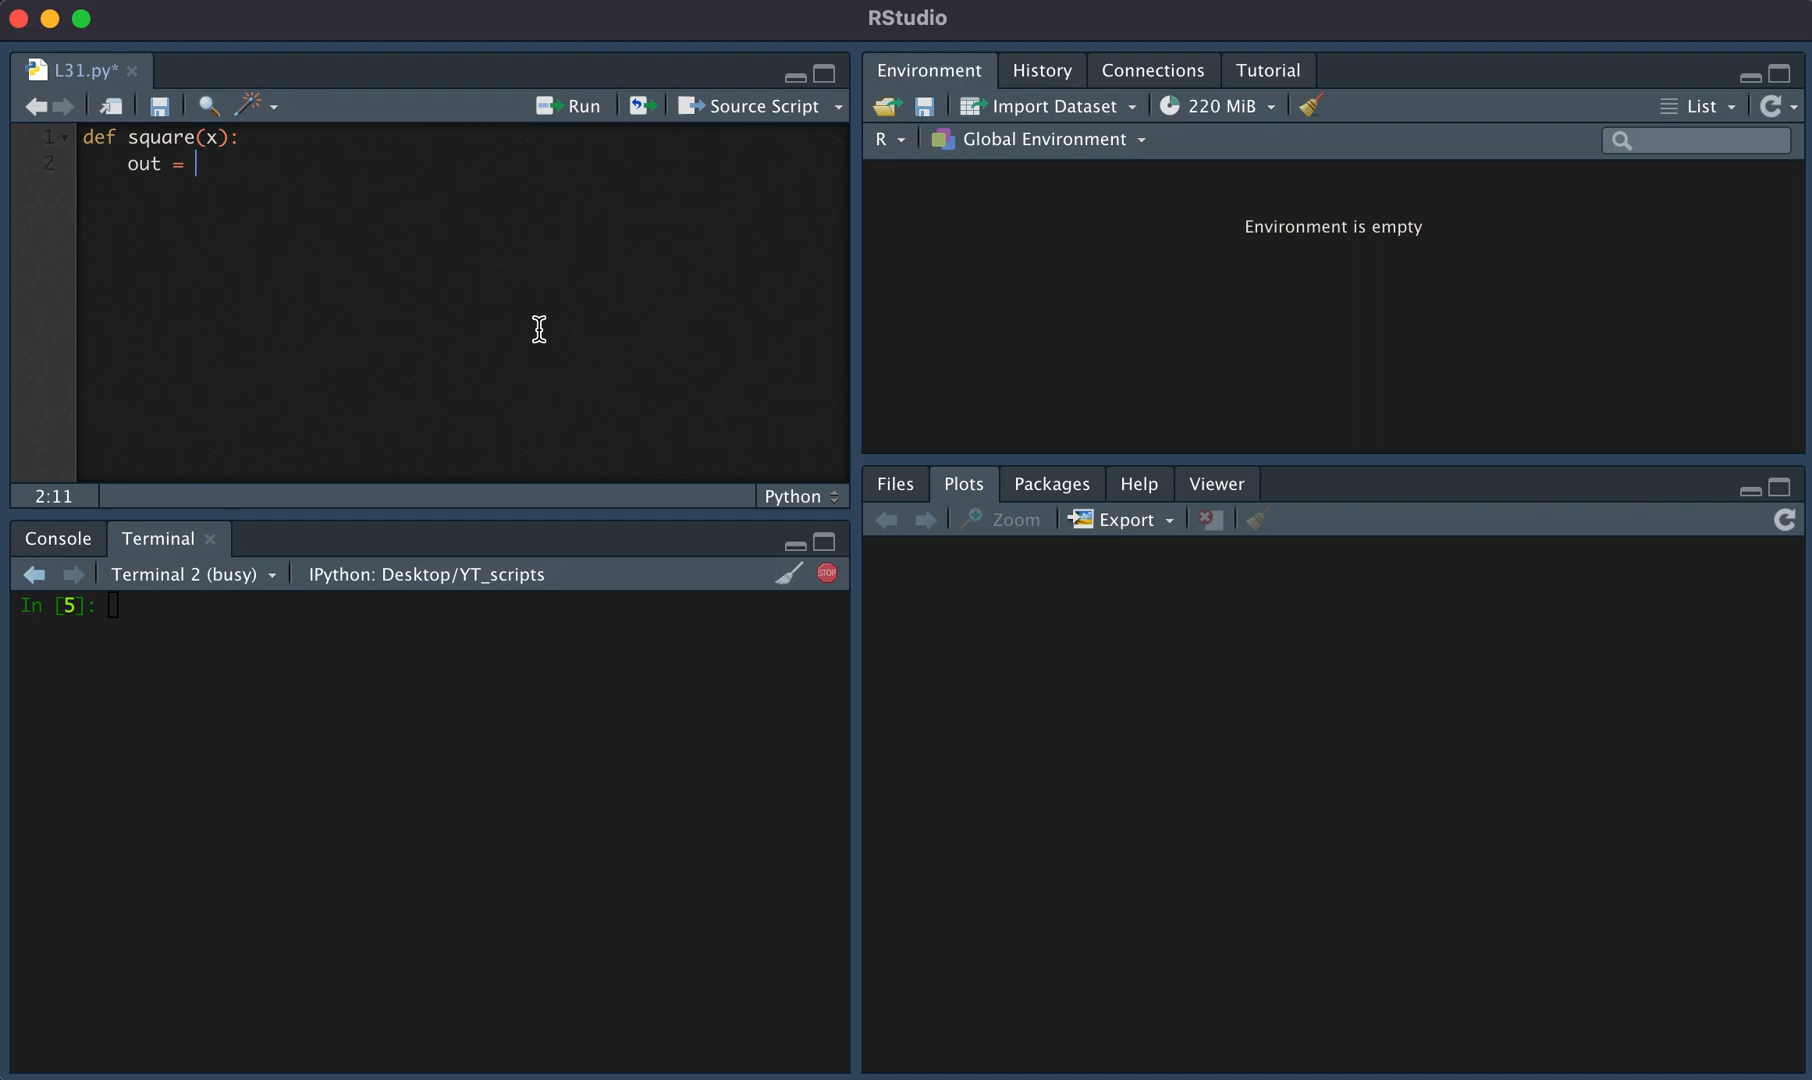 RStudio
L31.py*
Run
Source Script
1 def square(x):
2 out =
2:11
Python
Console
Terminal
Terminal 2 (busy)
IPython: Desktop/YT_scripts
STOP
In [5]:
Environment
History
Connections
Tutorial
Import Dataset
220 MiB
List
R
Global Environment
Environment is empty
Files
Plots
Packages
Help
Viewer
Zoom
Export